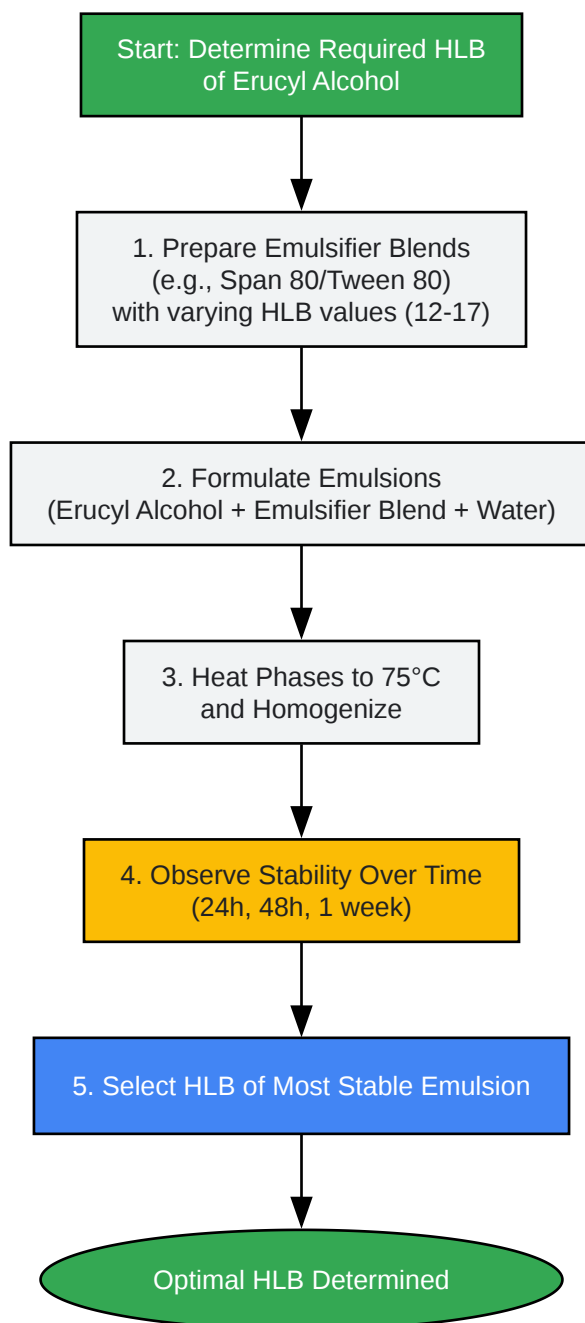 Start: Determine Required HLB
of Erucyl Alcohol
1. Prepare Emulsifier Blends
(e.g., Span 80/Tween 80)
with varying HLB values (12-17)
2. Formulate Emulsions
(Erucyl Alcohol + Emulsifier Blend + Water)
3. Heat Phases to 75°C
and Homogenize
4. Observe Stability Over Time
(24h, 48h, 1 week)
5. Select HLB of Most Stable Emulsion
Optimal HLB Determined